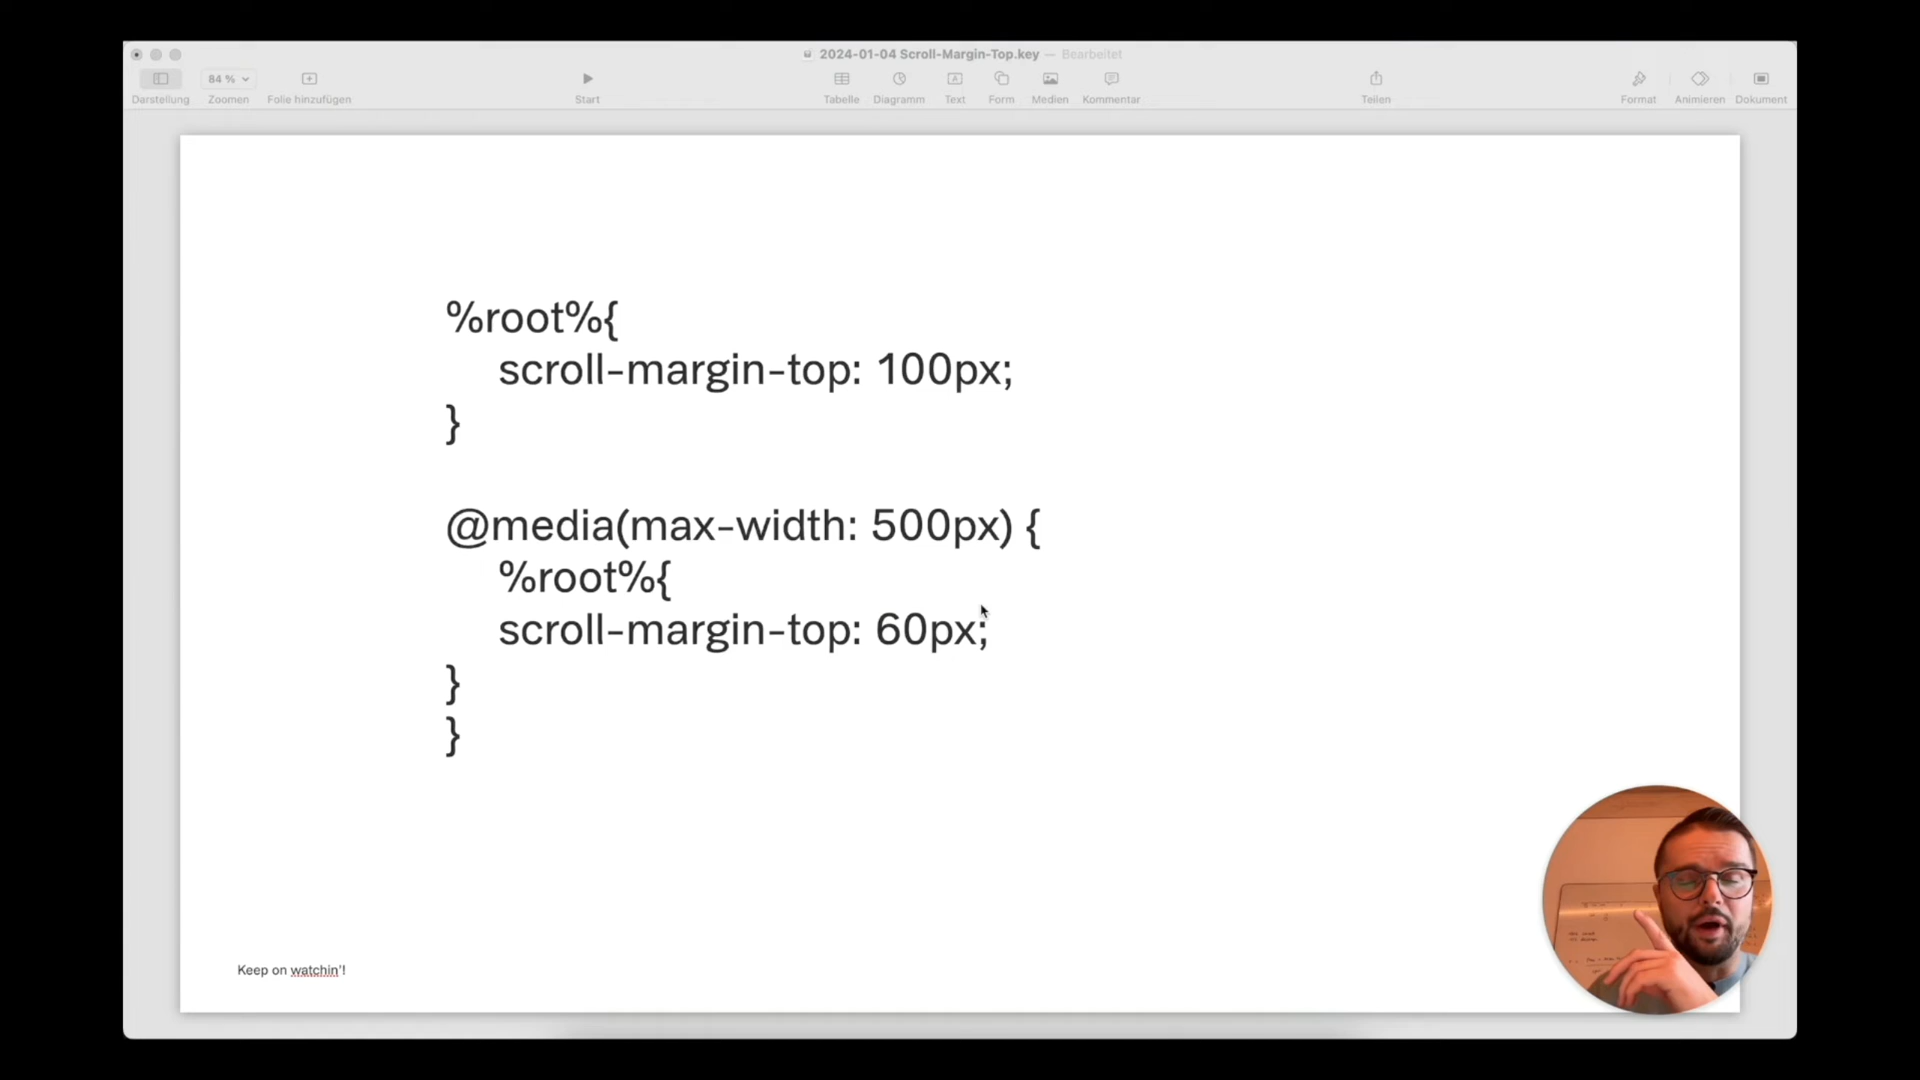 2024-01-04 Scroll-Margin-Top.key — Bearbeitet
84 %
Darstellung Zoomen Folie hinzufügen Start Tabelle Diagramm Text Form Medien Kommentar Teilen Format Animieren Dokument
%root%{
scroll-margin-top: 100px;
}
@media(max-width: 500px) {
%root%{
scroll-margin-top: 60px;
}
}
Keep on watchin'!